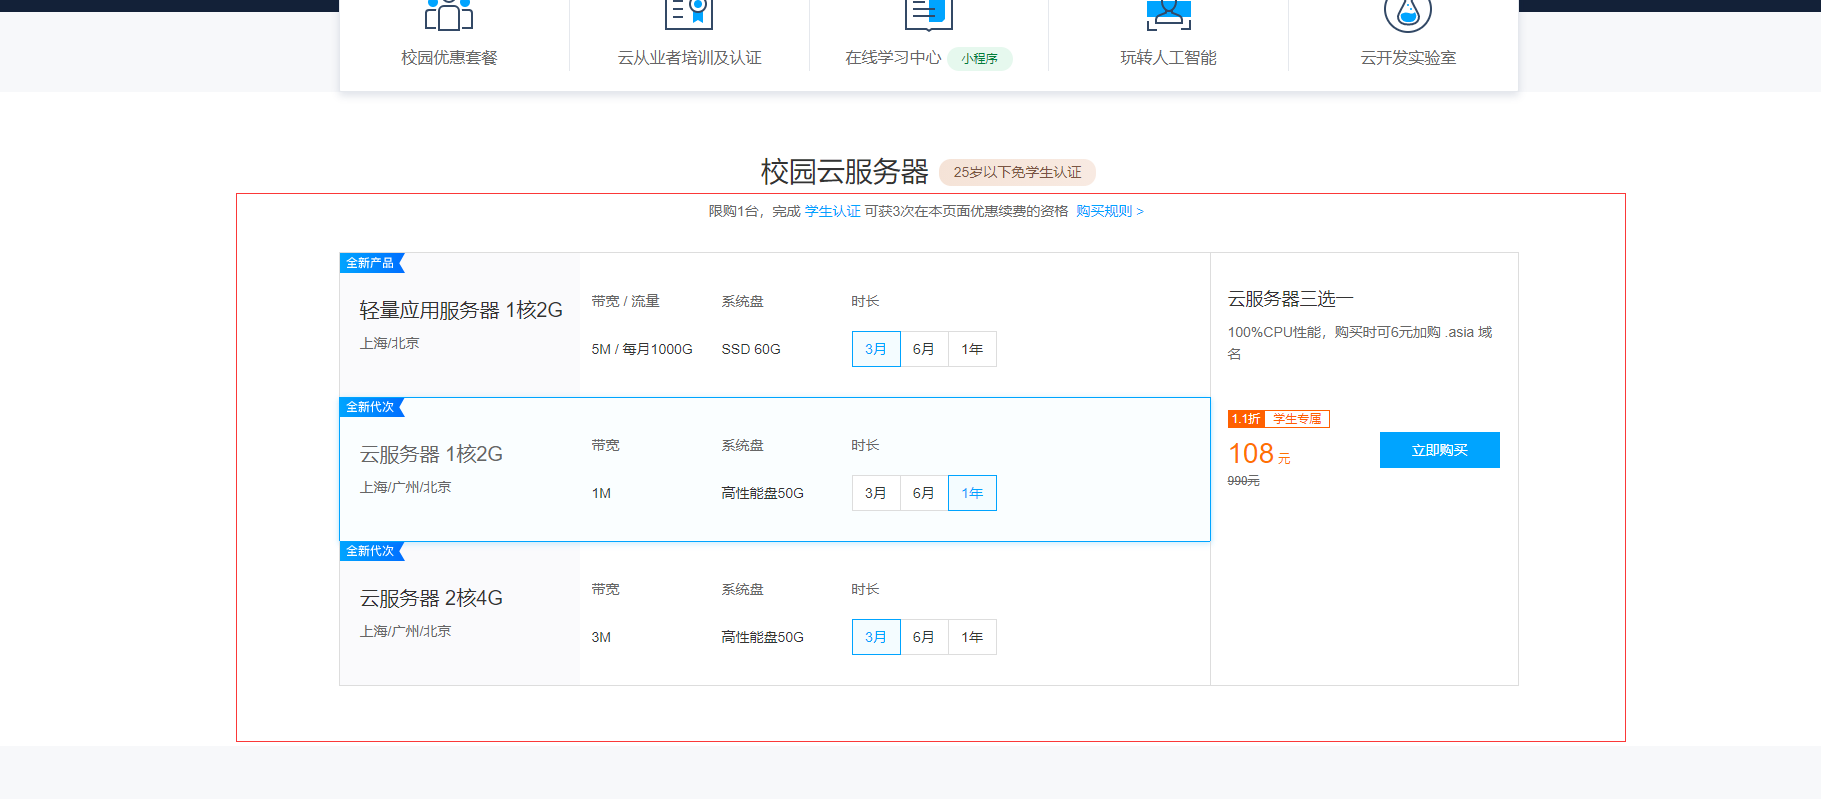 校园优惠套餐
云从业者培训及认证
在线学习中心 小程序
玩转人工智能
云开发实验室
校园云服务器 25岁以下免学生认证
限购1台，完成 学生认证 可获3次在本页面优惠续费的资格 购买规则 >
全新产品
轻量应用服务器 1核2G
上海/北京
带宽 / 流量 系统盘 时长
5M / 每月1000G SSD 60G 3月 6月 1年
全新代次
云服务器 1核2G
上海/广州/北京
带宽 系统盘 时长
1M 高性能盘50G 3月 6月 1年
全新代次
云服务器 2核4G
上海/广州/北京
带宽 系统盘 时长
3M 高性能盘50G 3月 6月 1年
云服务器三选一
100%CPU性能，购买时可6元加购 .asia 域
名
1.1折 学生专属
108 元
990元
立即购买